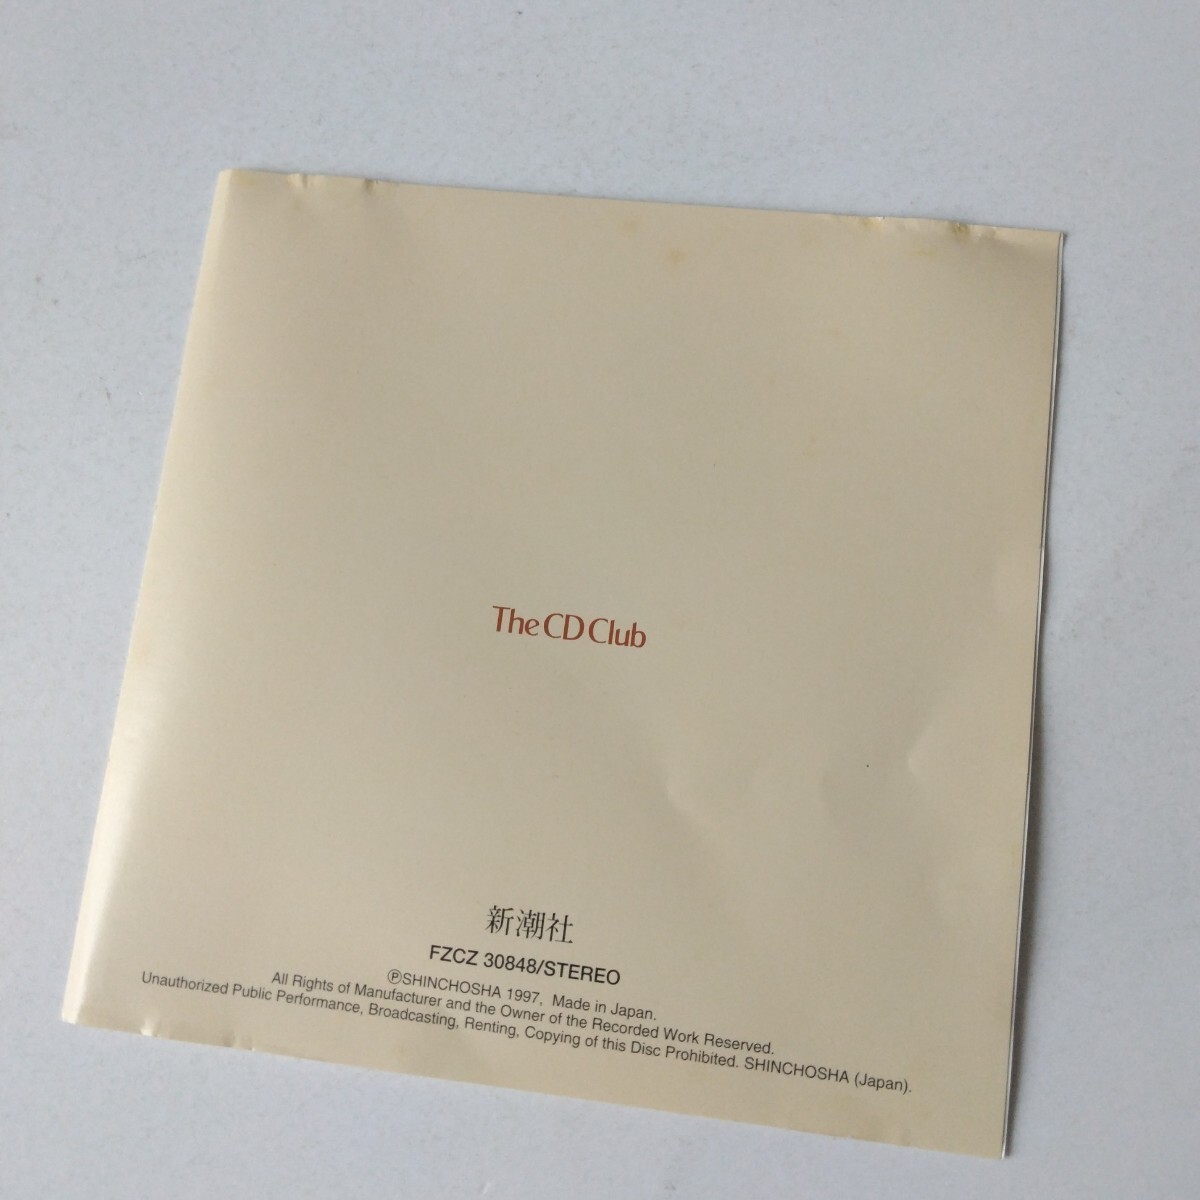 The CD Club
新潮社
FZCZ 30848/STEREO
ⓅSHINCHOSHA 1997, Made in Japan.
All Rights of Manufacturer and the Owner of the Recorded Work Reserved.
Unauthorized Public Performance, Broadcasting, Renting, Copying of this Disc Prohibited. SHINCHOSHA (Japan).